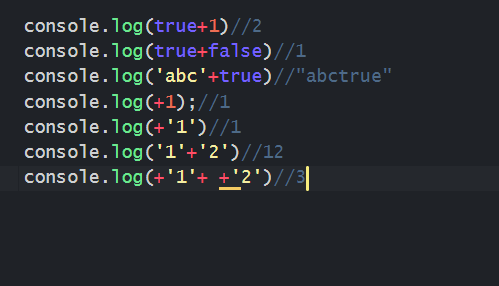 console.log(true+1)//2
console.log(true+false)//1
console.log('abc'+true)//"abctrue"
console.log(+1);//1
console.log(+'1')//1
console.log('1'+'2')//12
console.log(+'1'+ +'2')//3